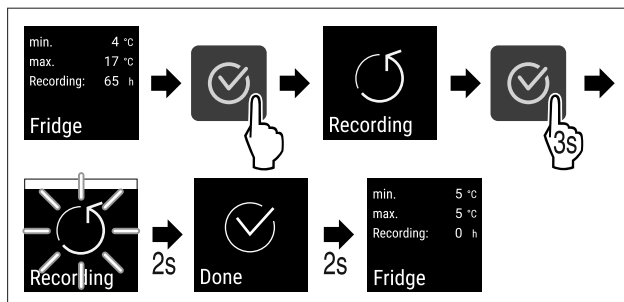 min. 4 °C
max. 17 °C
Recording: 65 h
Fridge
Recording
3s
Recording
2s
Done
2s
min. 5 °C
max. 5 °C
Recording: 0 h
Fridge